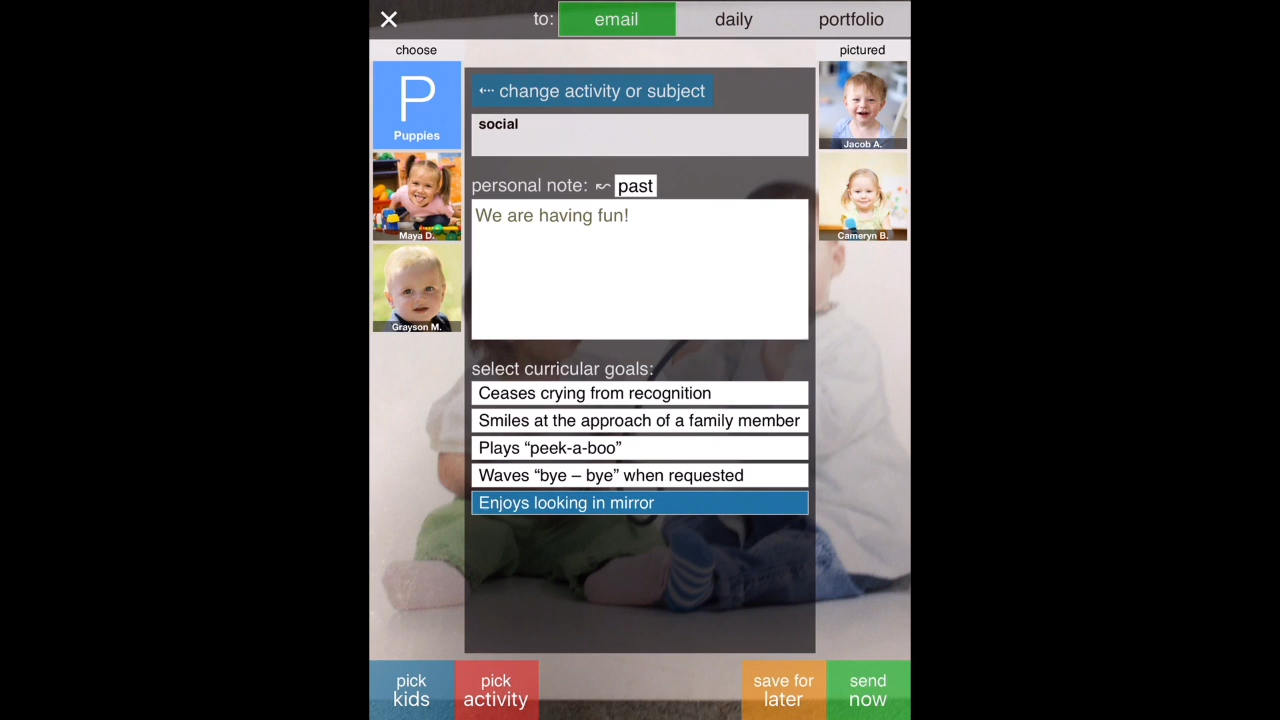 × to: email daily portfolio
choose
pictured
P
Puppies
Maya D.
Grayson M.
Jacob A.
Cameryn B.
change activity or subject
social
personal note: past
We are having fun!
select curricular goals:
Ceases crying from recognition
Smiles at the approach of a family member
Plays “peek-a-boo”
Waves “bye – bye” when requested
Enjoys looking in mirror
pick
kids
pick
activity
save for
later
send
now